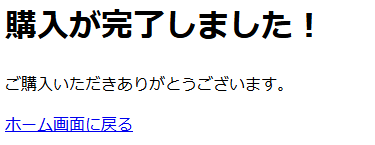 購入が完了しました！
ご購入いただきありがとうございます。
ホーム画面に戻る